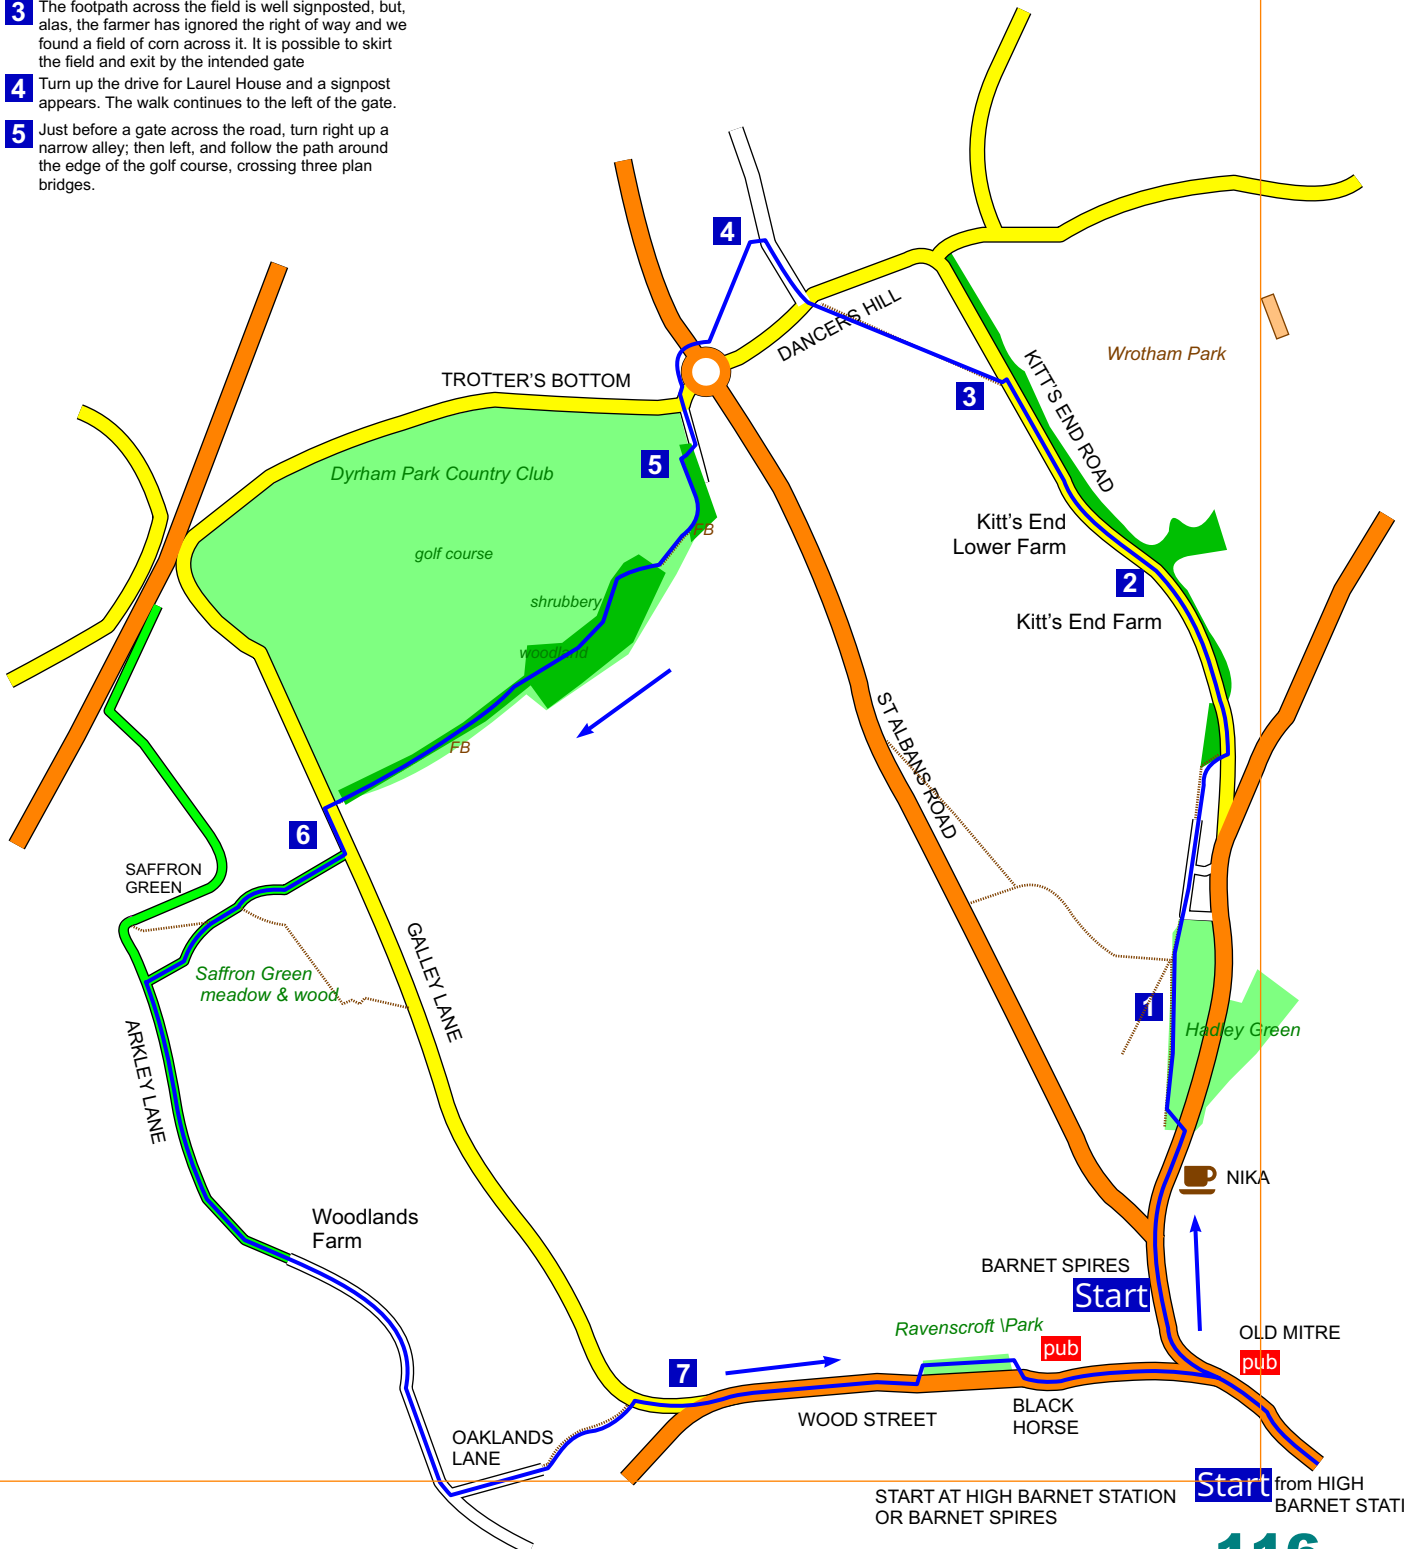 3 The footpath across the field is well signposted, but,
alas, the farmer has ignored the right of way and we
found a field of corn across it. It is possible to skirt
the field and exit by the intended gate
4 Turn up the drive for Laurel House and a signpost
appears. The walk continues to the left of the gate.
5 Just before a gate across the road, turn right up a
narrow alley; then left, and follow the path around
the edge of the golf course, crossing three plan
bridges.
4
DANCERS HILL
Wrotham Park
KITT'S END ROAD
3
TROTTER'S BOTTOM
5
Dyrham Park Country Club
FB
Kitt's End
Lower Farm
golf course
2
shrubbery
Kitt's End Farm
woodland
ST ALBANS ROAD
FB
6
SAFFRON
GREEN
GALLEY LANE
Saffron Green
meadow & wood
1
Hadley Green
ARKLEY LANE
NIKA
Woodlands
Farm
BARNET SPIRES
Start
Ravenscroft \Park
pub
OLD MITRE
pub
7
WOOD STREET
BLACK
HORSE
OAKLANDS
LANE
START AT HIGH BARNET STATION
OR BARNET SPIRES
Start from HIGH
BARNET STATI
116